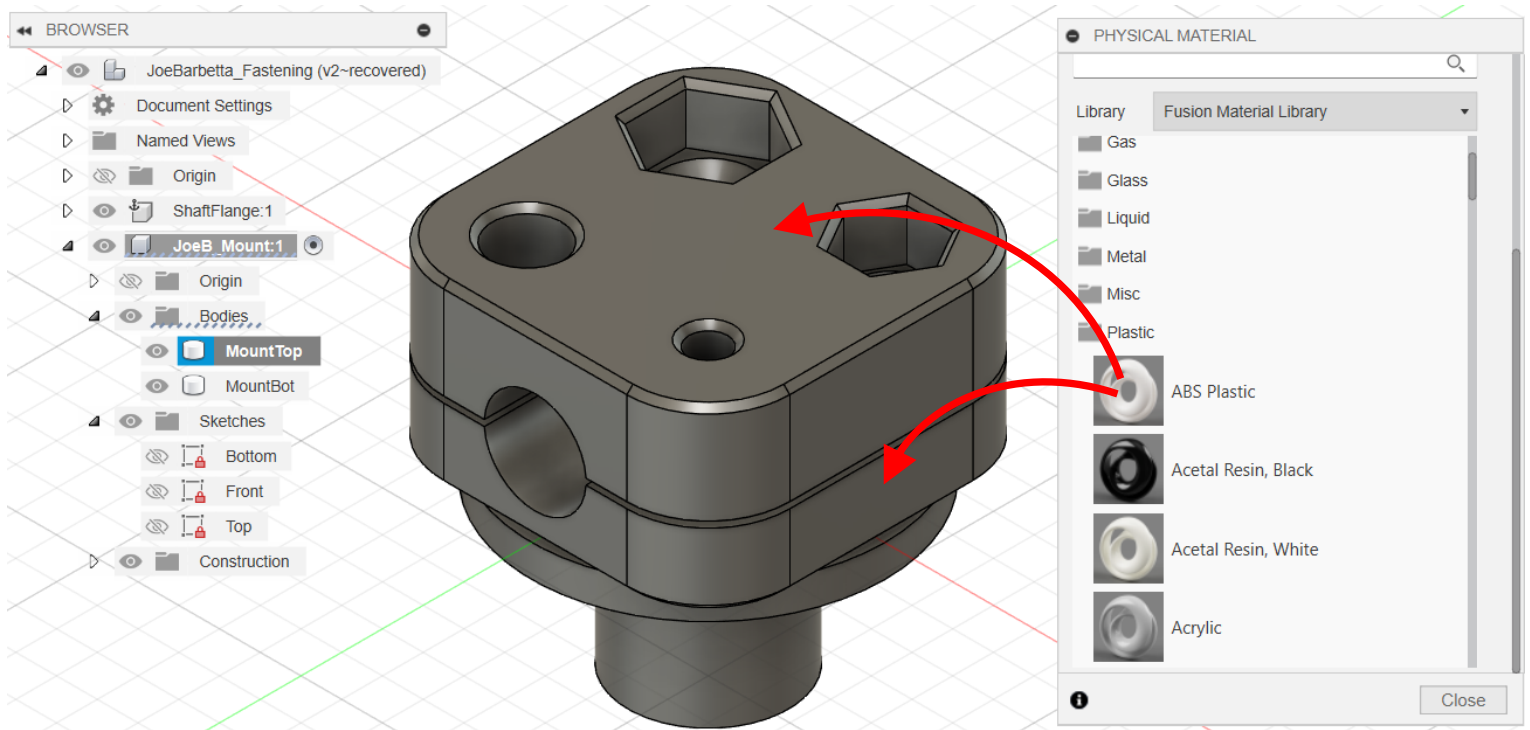 BROWSER
JoeBarbetta_Fastening (v2~recovered)
Document Settings
Named Views
Origin
ShaftFlange:1
JoeB_Mount:1
Origin
Bodies
MountTop
MountBot
Sketches
Bottom
Front
Top
Construction
PHYSICAL MATERIAL
Library
Fusion Material Library
Gas
Glass
Liquid
Metal
Misc
Plastic
ABS Plastic
Acetal Resin, Black
Acetal Resin, White
Acrylic
Close